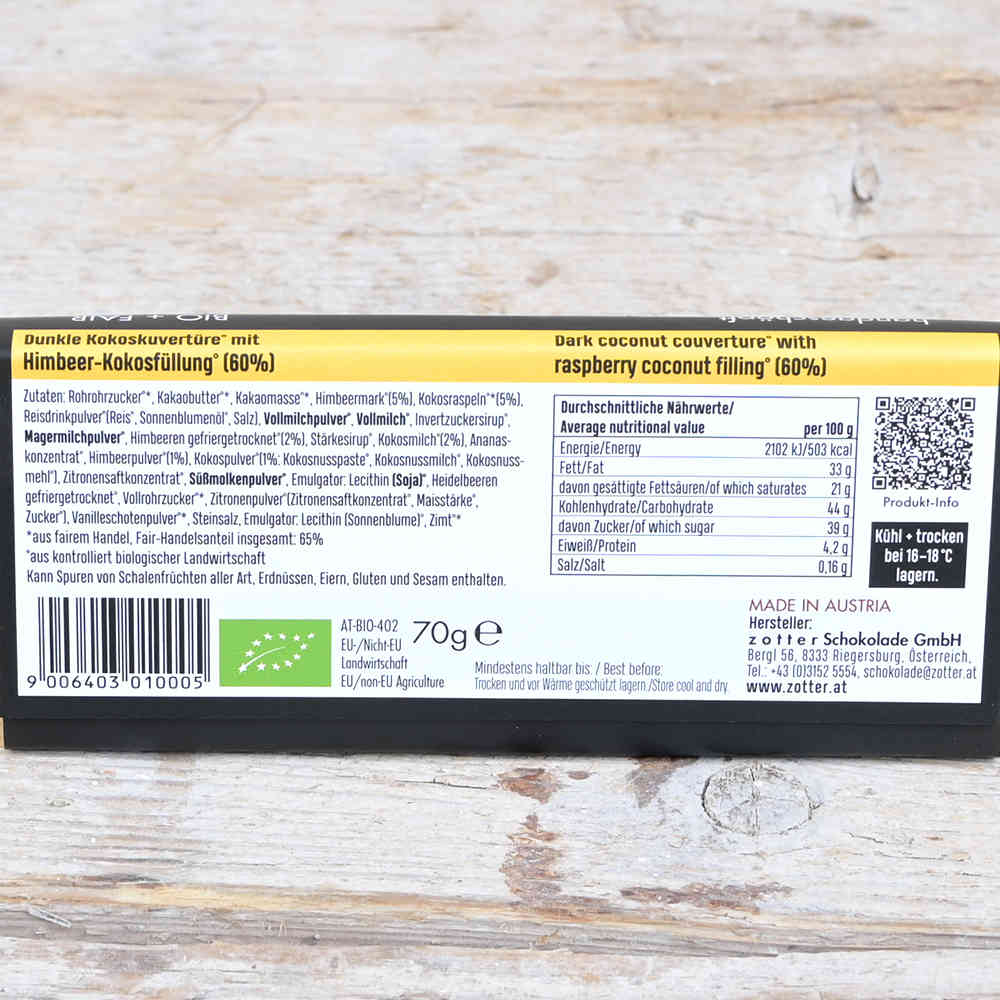 BIO + FAIR
Dunkle Kokoskuvertüre° mit
Himbeer-Kokosfüllung° (60%)
Zutaten: Rohrohrzucker°*, Kakaobutter°*, Kakaomasse°*, Himbeermark°(5%), Kokosraspeln°*(5%),
Reisdrinkpulver°(Reis°, Sonnenblumenöl°, Salz), Vollmilchpulver°, Vollmilch°, Invertzuckersirup°,
Magermilchpulver°, Himbeeren gefriergetrocknet°(2%), Stärkesirup°, Kokosmilch°(2%), Ananas-
konzentrat°, Himbeerpulver°(1%), Kokospulver°(1%: Kokosnusspaste°, Kokosnussmilch°, Kokosnuss-
mehl°), Zitronensaftkonzentrat°, Süßmolkenpulver°, Emulgator: Lecithin (Soja)°, Heidelbeeren
gefriergetrocknet°, Vollrohrzucker°*, Zitronenpulver°(Zitronensaftkonzentrat°, Maisstärke°,
Zucker°), Vanilleschotenpulver°*, Steinsalz, Emulgator: Lecithin (Sonnenblume)°, Zimt°*
*aus fairem Handel, Fair-Handelsanteil insgesamt: 65%
°aus kontrolliert biologischer Landwirtschaft
Kann Spuren von Schalenfrüchten aller Art, Erdnüssen, Eiern, Gluten und Sesam enthalten.
9 006403 010005
AT-BIO-402
EU-/Nicht-EU
Landwirtschaft
EU/non-EU Agriculture
70g ℮
Mindestens haltbar bis: / Best before:
Trocken und vor Wärme geschützt lagern./Store cool and dry.
Dark coconut couverture° with
raspberry coconut filling° (60%)
Durchschnittliche Nährwerte/
Average nutritional value per 100 g
Energie/Energy 2102 kJ/503 kcal
Fett/Fat 33 g
davon gesättigte Fettsäuren/of which saturates 21 g
Kohlenhydrate/Carbohydrate 44 g
davon Zucker/of which sugar 39 g
Eiweiß/Protein 4,2 g
Salz/Salt 0,16 g
Produkt-Info
Kühl + trocken
bei 16–18 °C
lagern.
MADE IN AUSTRIA
Hersteller:
zotter Schokolade GmbH
Bergl 56, 8333 Riegersburg, Österreich,
Tel.: +43 (0)3152 5554, schokolade@zotter.at
www.zotter.at